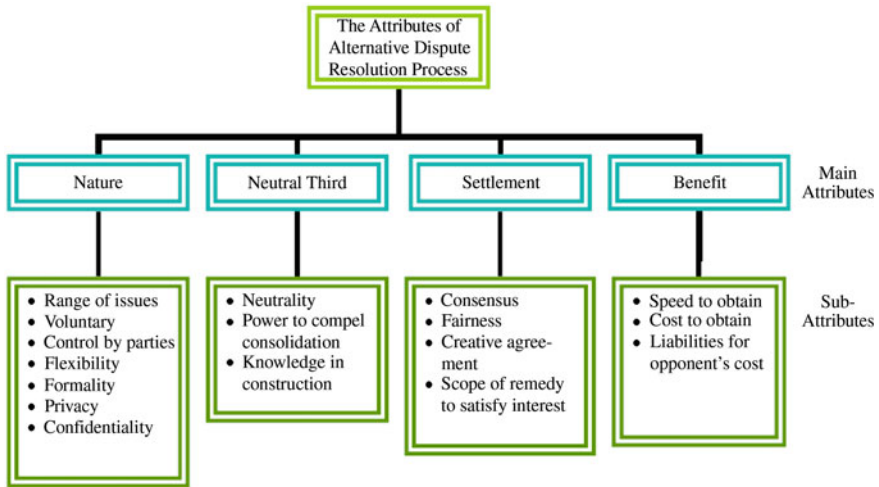 The Attributes of
Alternative Dispute
Resolution Process
Nature
Neutral Third
Settlement
Benefit
Main
Attributes
• Range of issues
• Voluntary
• Control by parties
• Flexibility
• Formality
• Privacy
• Confidentiality
• Neutrality
• Power to compel
consolidation
• Knowledge in
construction
• Consensus
• Fairness
• Creative agree-
ment
• Scope of remedy
to satisfy interest
• Speed to obtain
• Cost to obtain
• Liabilities for
opponent's cost
Sub-
Attributes